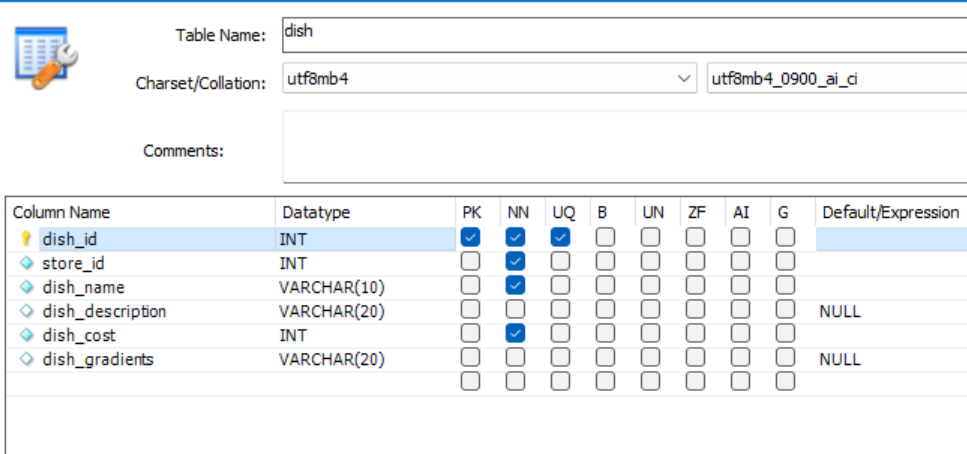 Table Name: dish
Charset/Collation: utf8mb4 utf8mb4_0900_ai_ci
Comments:
Column Name Datatype PK NN UQ B UN ZF AI G Default/Expression
dish_id INT
store_id INT
dish_name VARCHAR(10)
dish_description VARCHAR(20) NULL
dish_cost INT
dish_gradients VARCHAR(20) NULL